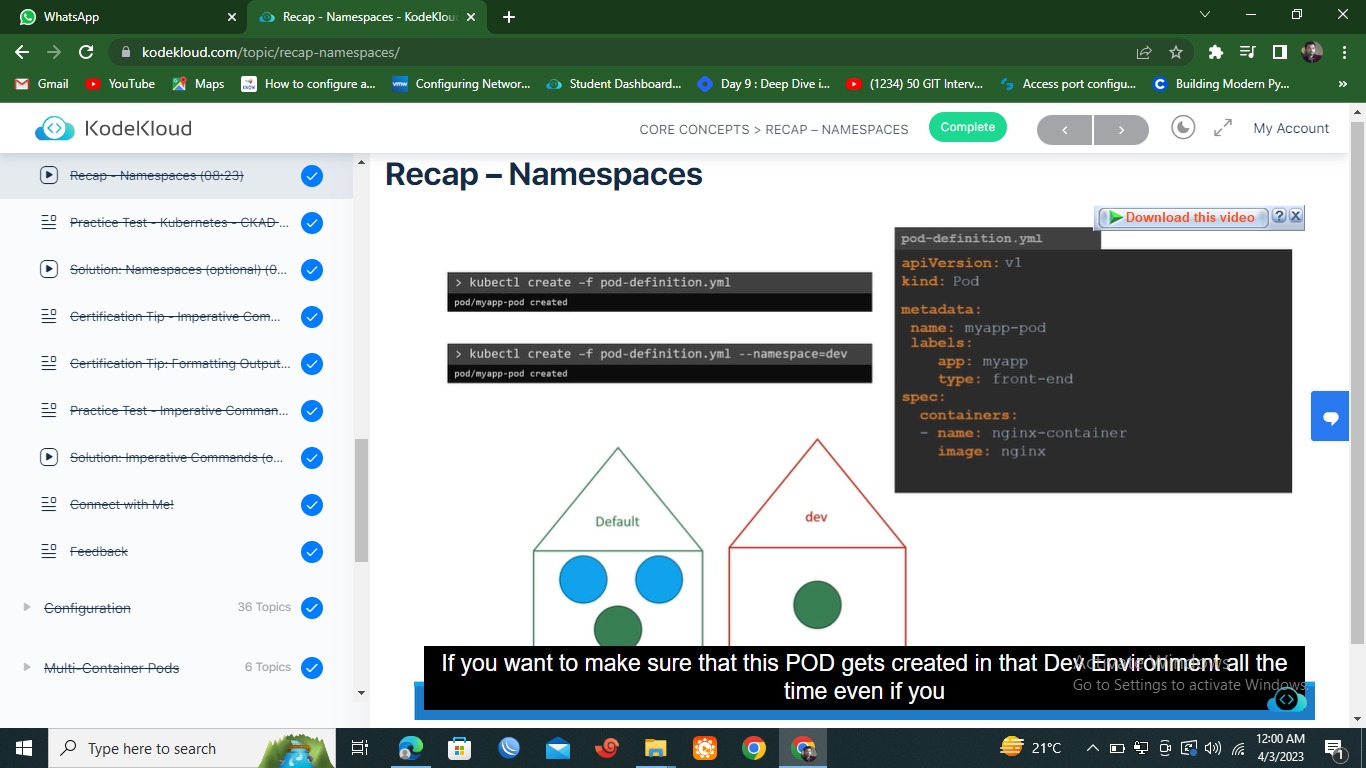 WhatsApp
Recap - Namespaces - KodeKlou
kodekloud.com/topic/recap-namespaces/
Gmail YouTube Maps How to configure a... Configuring Networ... Student Dashboard... Day 9 : Deep Dive i... (1234) 50 GIT Interv... Access port configu... Building Modern Py... »
KodeKloud
CORE CONCEPTS > RECAP – NAMESPACES
Complete
My Account
Recap - Namespaces (08:23)
Practice Test - Kubernetes - CKAD - ...
Solution: Namespaces (optional) (0...
Certification Tip - Imperative Com...
Certification Tip: Formatting Output...
Practice Test - Imperative Comman...
Solution: Imperative Commands (o...
Connect with Me!
Feedback
Configuration 36 Topics
Multi-Container Pods 6 Topics
Recap – Namespaces
Download this video ? X
> kubectl create -f pod-definition.yml
pod/myapp-pod created
> kubectl create -f pod-definition.yml --namespace=dev
pod/myapp-pod created
pod-definition.yml
apiVersion: v1
kind: Pod
metadata:
name: myapp-pod
labels:
app: myapp
type: front-end
spec:
containers:
- name: nginx-container
image: nginx
Default
dev
If you want to make sure that this POD gets created in that Dev Environment all the
time even if you
Activate Windows
Go to Settings to activate Windows.
Type here to search
21°C
12:00 AM
4/3/2023
1